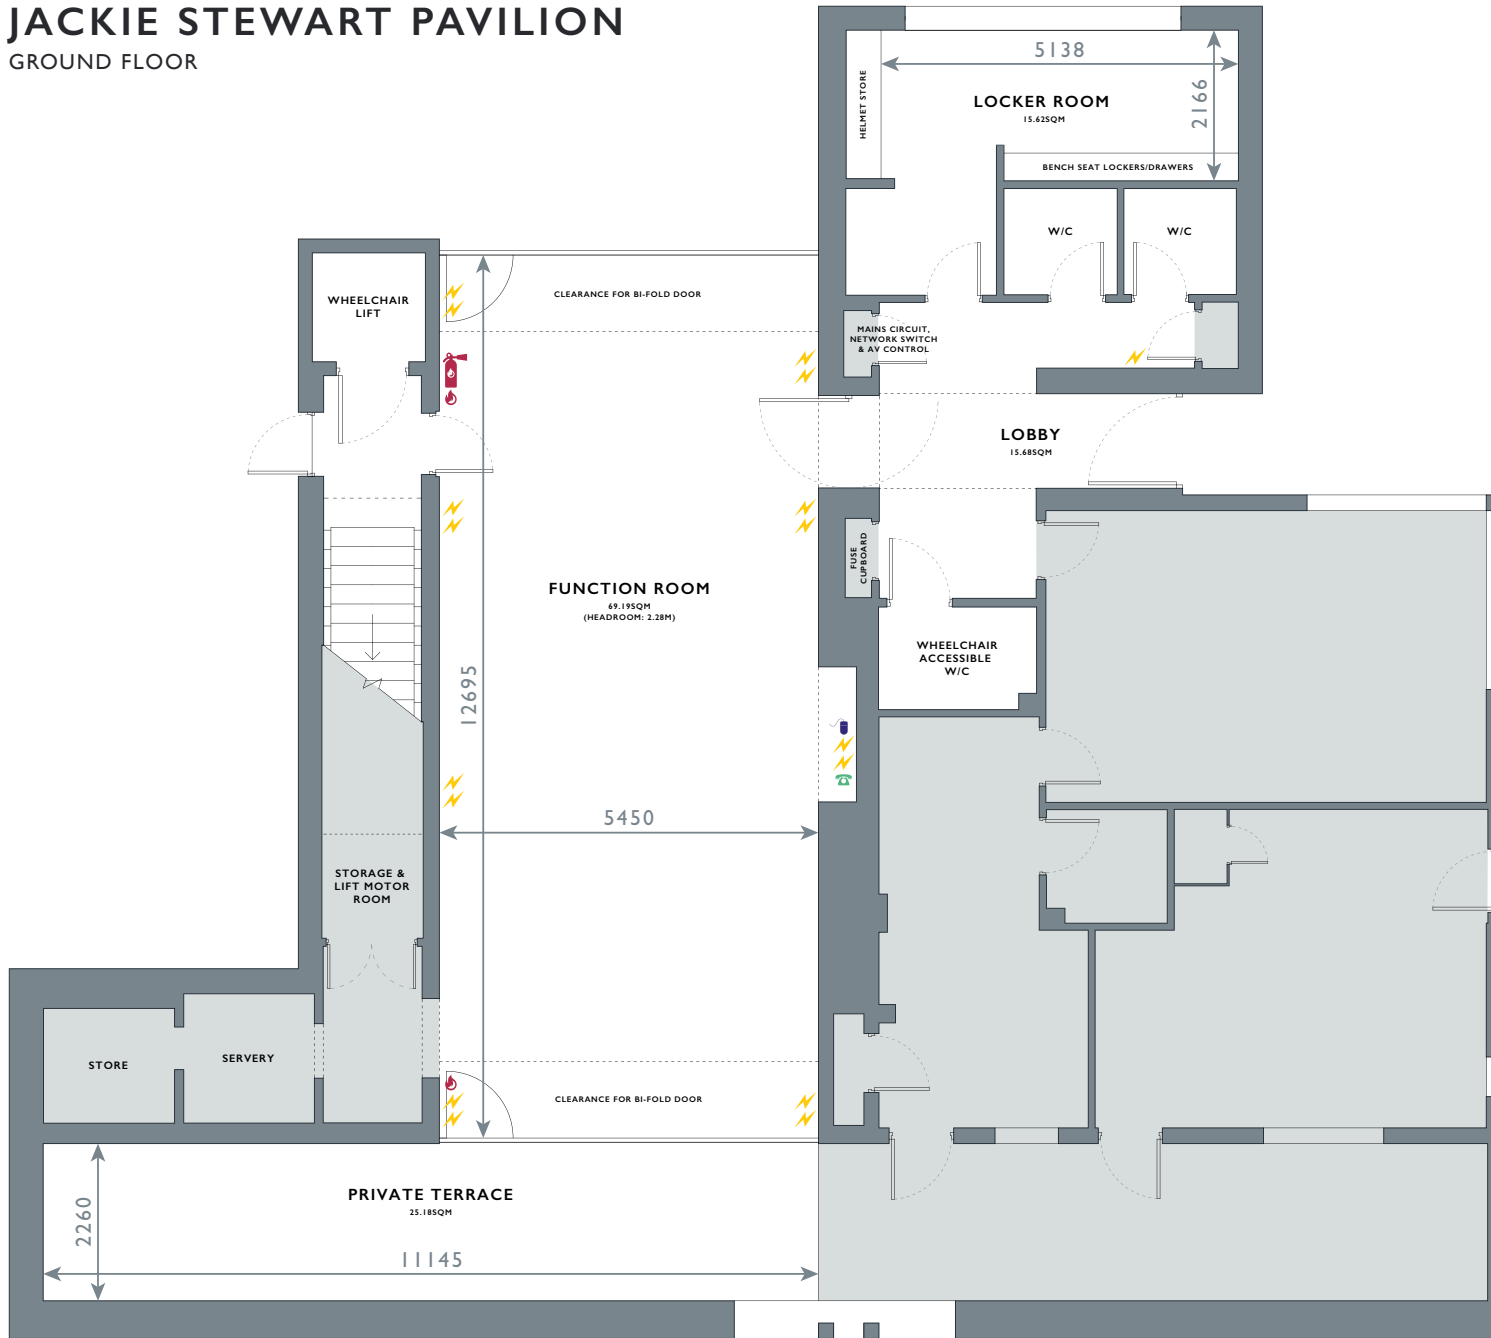 JACKIE STEWART PAVILION
GROUND FLOOR
5138
HELMET STORE
LOCKER ROOM
15.62SQM
2166
BENCH SEAT LOCKERS/DRAWERS
W/C
W/C
WHEELCHAIR
LIFT
CLEARANCE FOR BI-FOLD DOOR
MAINS CIRCUIT,
NETWORK SWITCH
& AV CONTROL
LOBBY
15.68SQM
FUSE
CUPBOARD
FUNCTION ROOM
69.19SQM
(HEADROOM: 2.28M)
WHEELCHAIR
ACCESSIBLE
W/C
12695
5450
STORAGE &
LIFT MOTOR
ROOM
STORE
SERVERY
CLEARANCE FOR BI-FOLD DOOR
PRIVATE TERRACE
25.18SQM
2260
11145